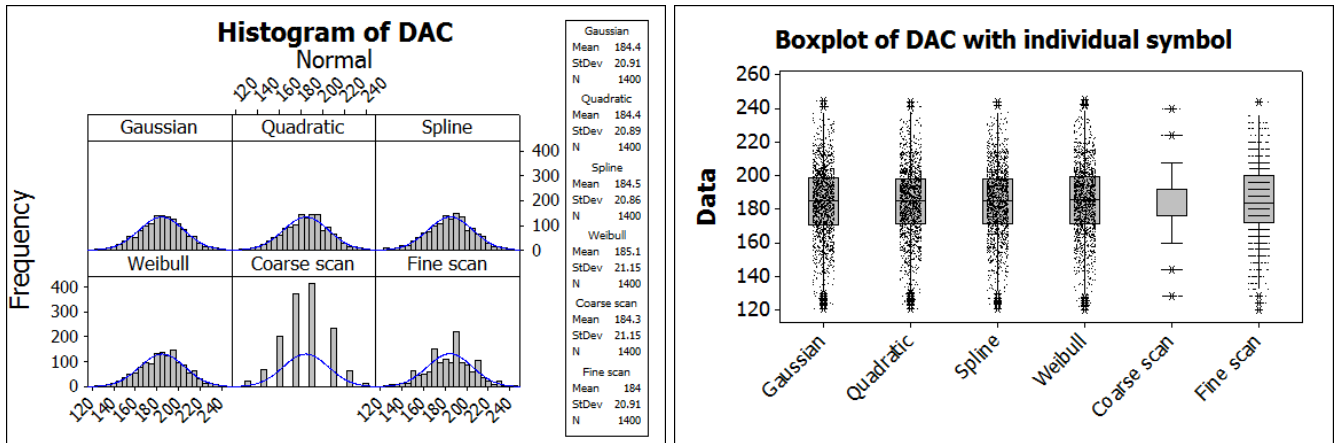 Histogram of DAC
Normal
120 140 160 180 200 220 240
Gaussian Quadratic Spline
400
300
200
100
0
Frequency
Weibull Coarse scan Fine scan
400
300
200
100
0
120 140 160 180 200 220 240
120 140 160 180 200 220 240
Gaussian
Mean 184.4
StDev 20.91
N 1400
Quadratic
Mean 184.4
StDev 20.89
N 1400
Spline
Mean 184.5
StDev 20.86
N 1400
Weibull
Mean 185.1
StDev 21.15
N 1400
Coarse scan
Mean 184.3
StDev 21.15
N 1400
Fine scan
Mean 184
StDev 20.91
N 1400
Boxplot of DAC with individual symbol
Data
260
240
220
200
180
160
140
120
Gaussian
Quadratic
Spline
Weibull
Coarse scan
Fine scan